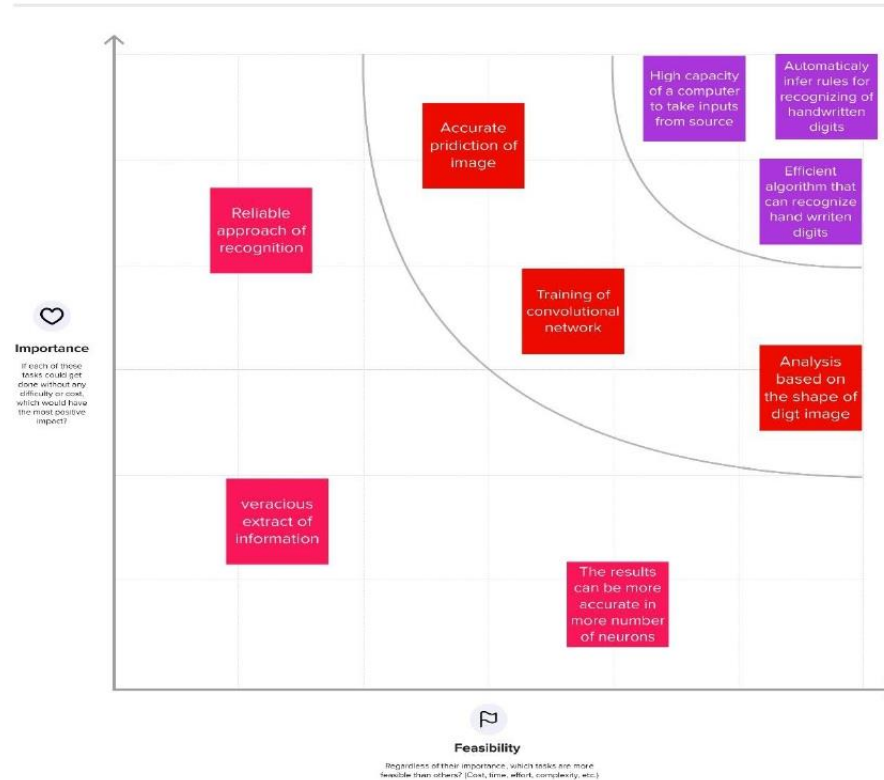 High capacity
of a computer
to take inputs
from source
Automaticaly
infer rules for
recognizing of
handwritten
digits
Accurate
pridiction of
image
Efficient
algorithm that
can recognize
hand wrriten
digits
Reliable
approach of
recognition
Training of
convolutional
network
Importance
If each of these
tasks could get
done without any
difficulty or cost,
which would have
the most positive
impact?
Analysis
based on
the shape of
digt image
veracious
extract of
information
The results
can be more
accurate in
more number
of neurons
Feasibility
Regardless of their importance, which tasks are more
feasible than others? (Cost, time, effort, complexity, etc.)